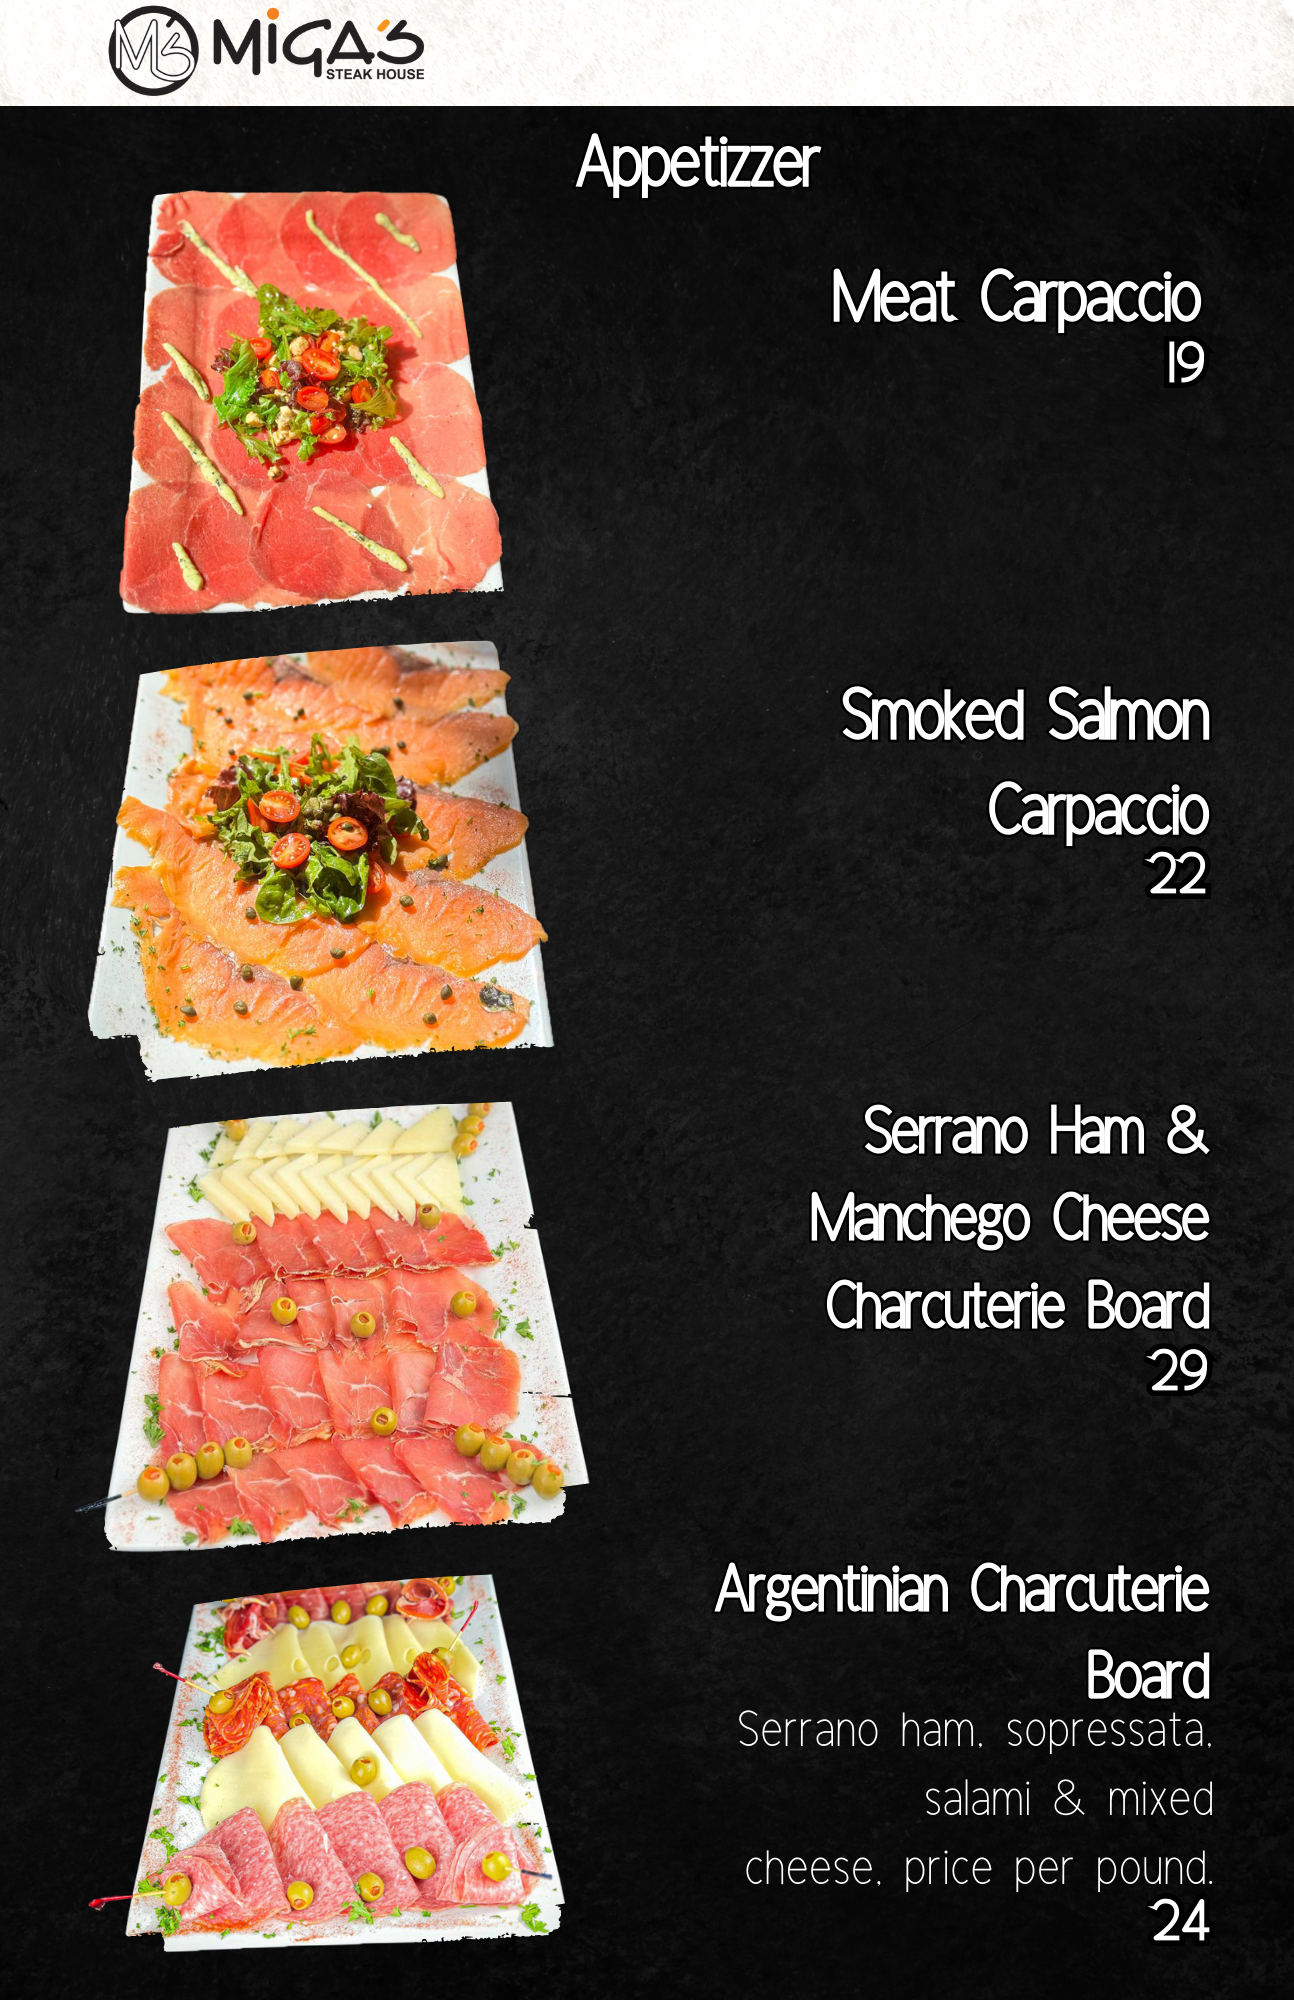 MS MiGA'S
STEAK HOUSE
Appetizzer
Meat Carpaccio
19
Smoked Salmon
Carpaccio
22
Serrano Ham &
Manchego Cheese
Charcuterie Board
29
Argentinian Charcuterie
Board
Serrano ham, sopressata,
salami & mixed
cheese, price per pound.
24